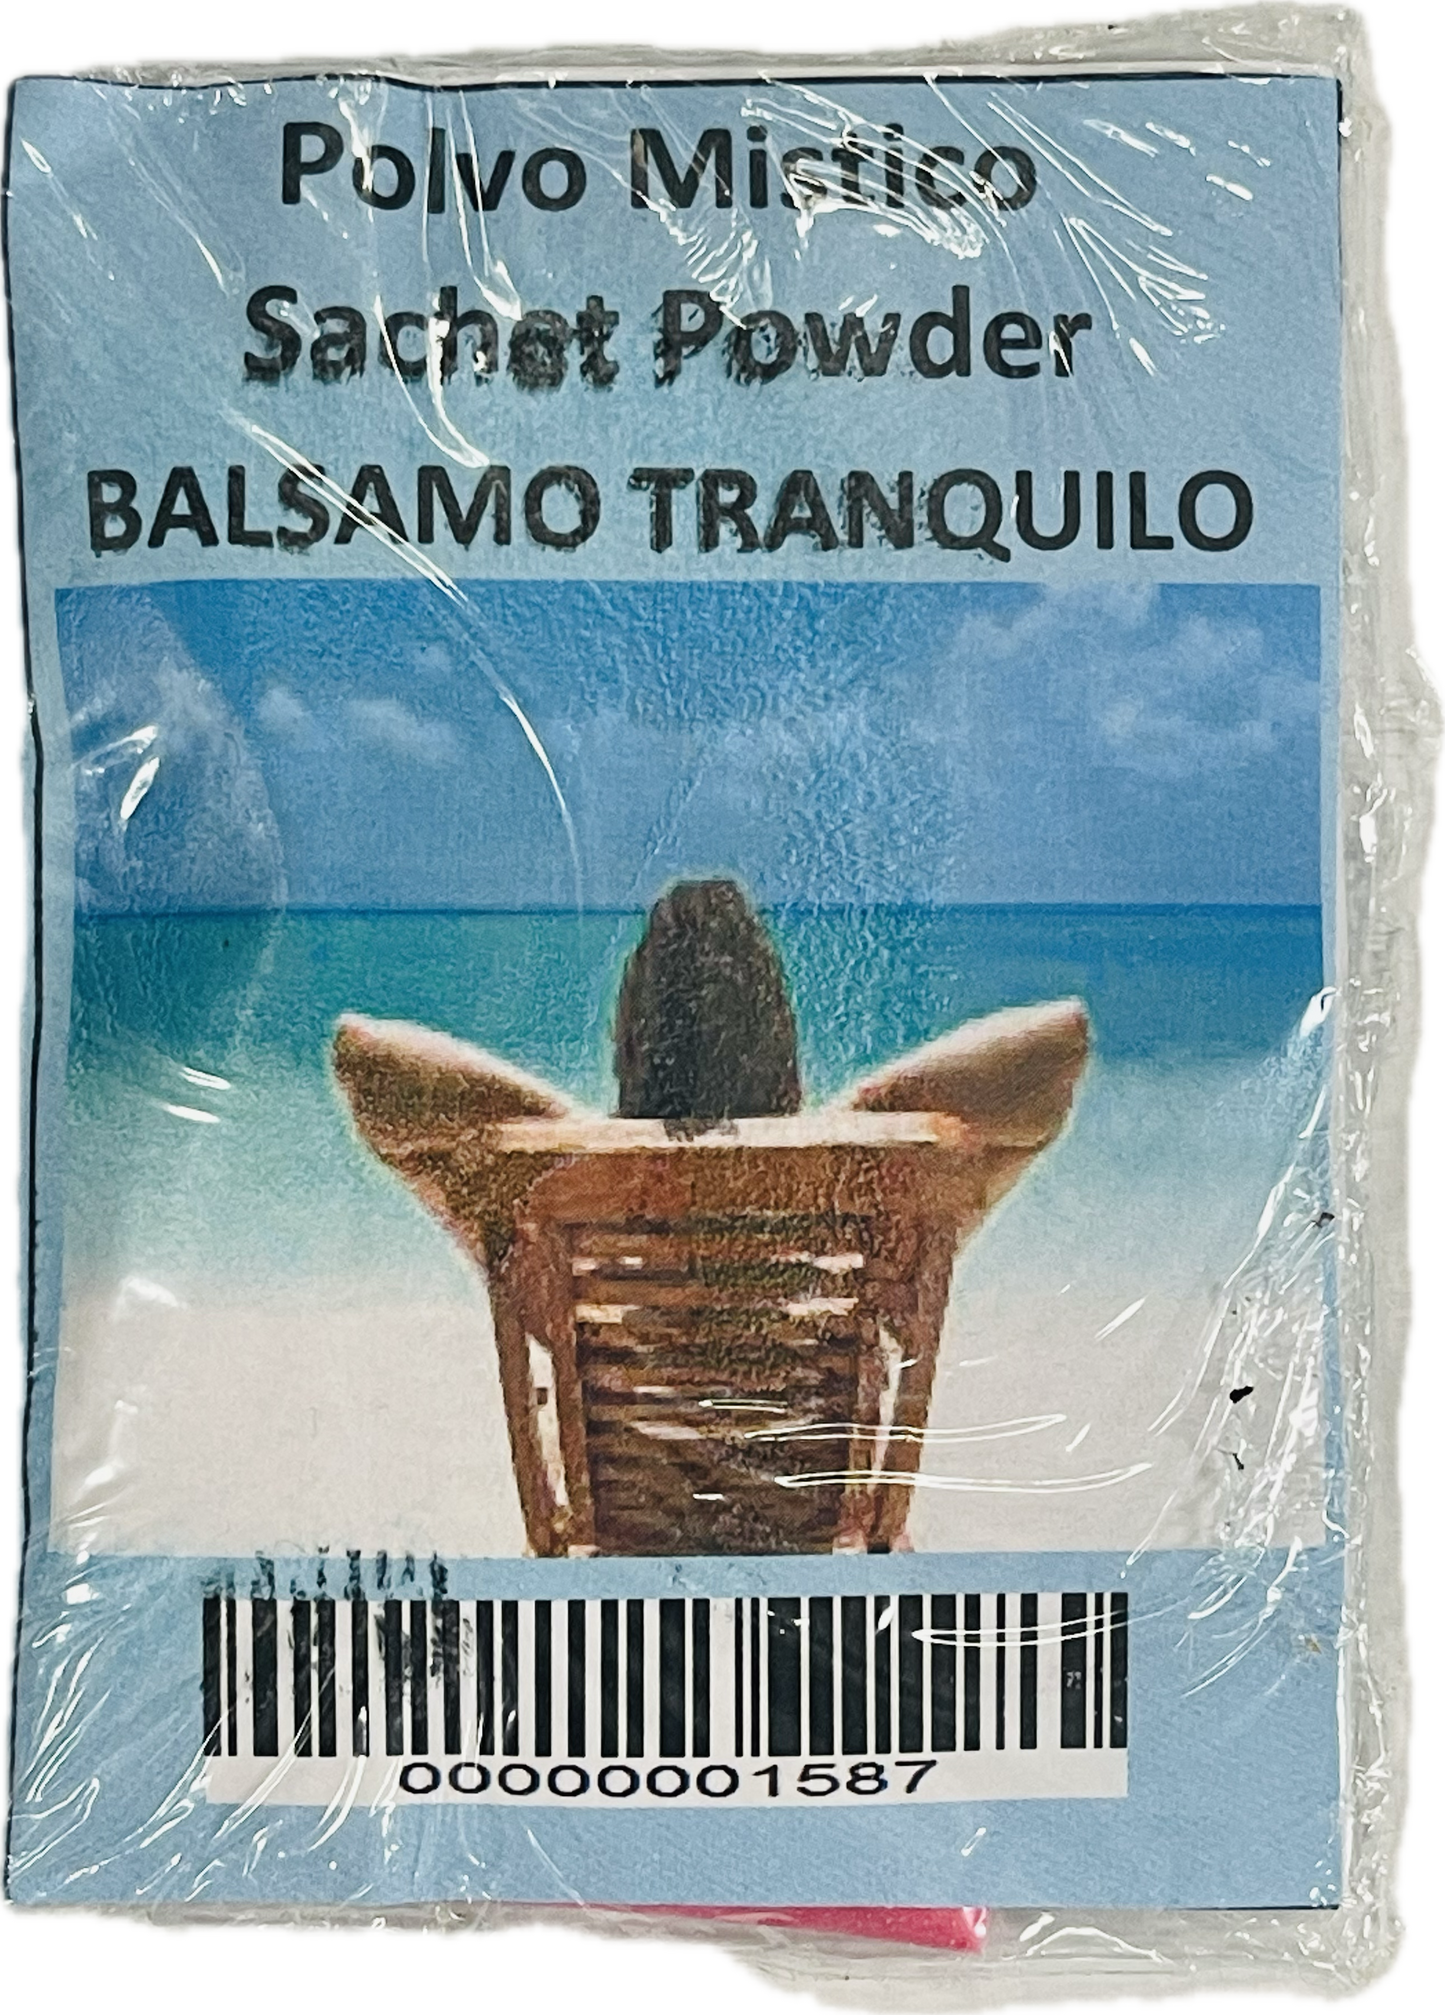 Polvo Mistico
Sachet Powder
BALSAMO TRANQUILO
00000001587